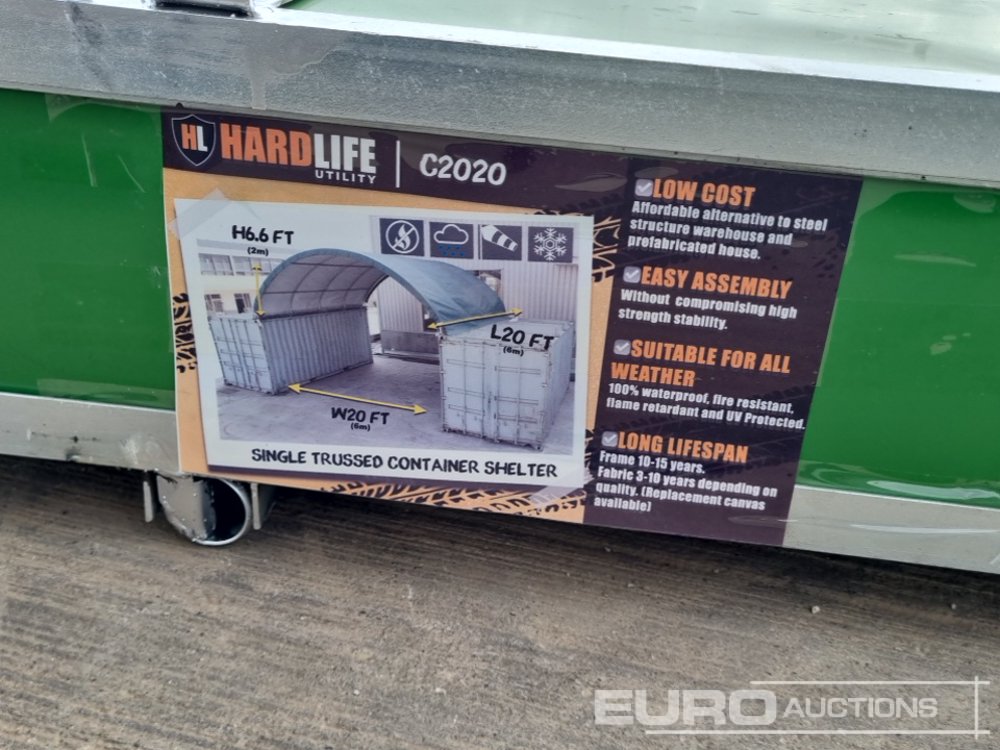 HL HARDLIFE
UTILITY
C2020
H6.6 FT
(2m)
L20 FT
(6m)
W20 FT
(6m)
SINGLE TRUSSED CONTAINER SHELTER
LOW COST
Affordable alternative to steel
structure warehouse and
prefabricated house.
EASY ASSEMBLY
Without compromising high
strength stability.
SUITABLE FOR ALL
WEATHER
100% waterproof, fire resistant,
flame retardant and UV Protected.
LONG LIFESPAN
Frame 10-15 years.
Fabric 3-10 years depending on
quality. (Replacement canvas
available)
EURO AUCTIONS